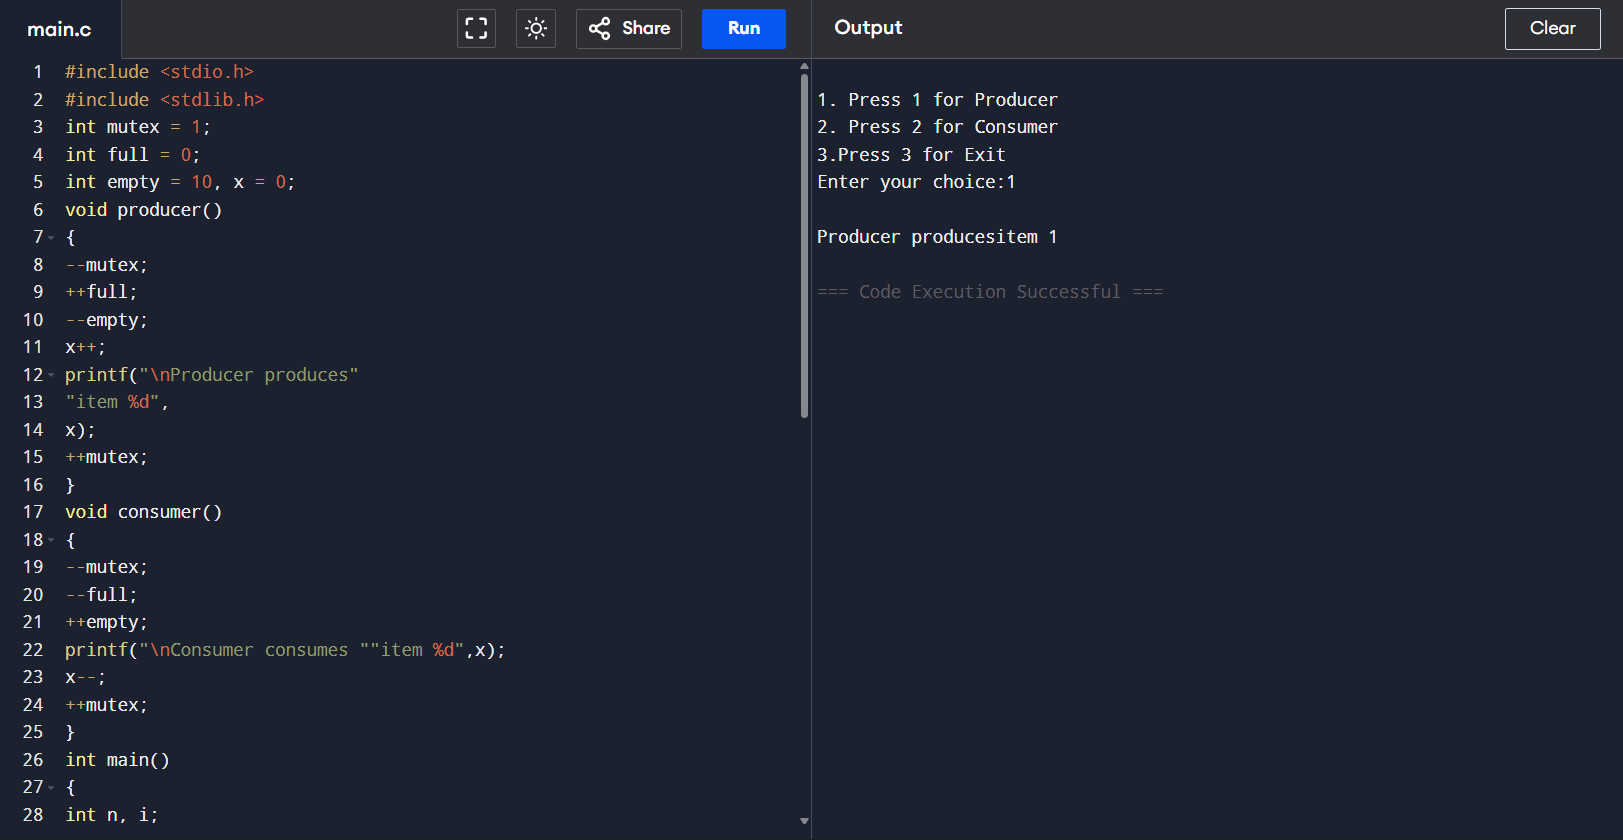 main.c
Share
Run
Output
Clear
1 #include <stdio.h>
2 #include <stdlib.h>
3 int mutex = 1;
4 int full = 0;
5 int empty = 10, x = 0;
6 void producer()
7 {
8 --mutex;
9 ++full;
10 --empty;
11 x++;
12 printf("\nProducer produces"
13 "item %d",
14 x);
15 ++mutex;
16 }
17 void consumer()
18 {
19 --mutex;
20 --full;
21 ++empty;
22 printf("\nConsumer consumes ""item %d",x);
23 x--;
24 ++mutex;
25 }
26 int main()
27 {
28 int n, i;
1. Press 1 for Producer
2. Press 2 for Consumer
3.Press 3 for Exit
Enter your choice:1
Producer producesitem 1
=== Code Execution Successful ===